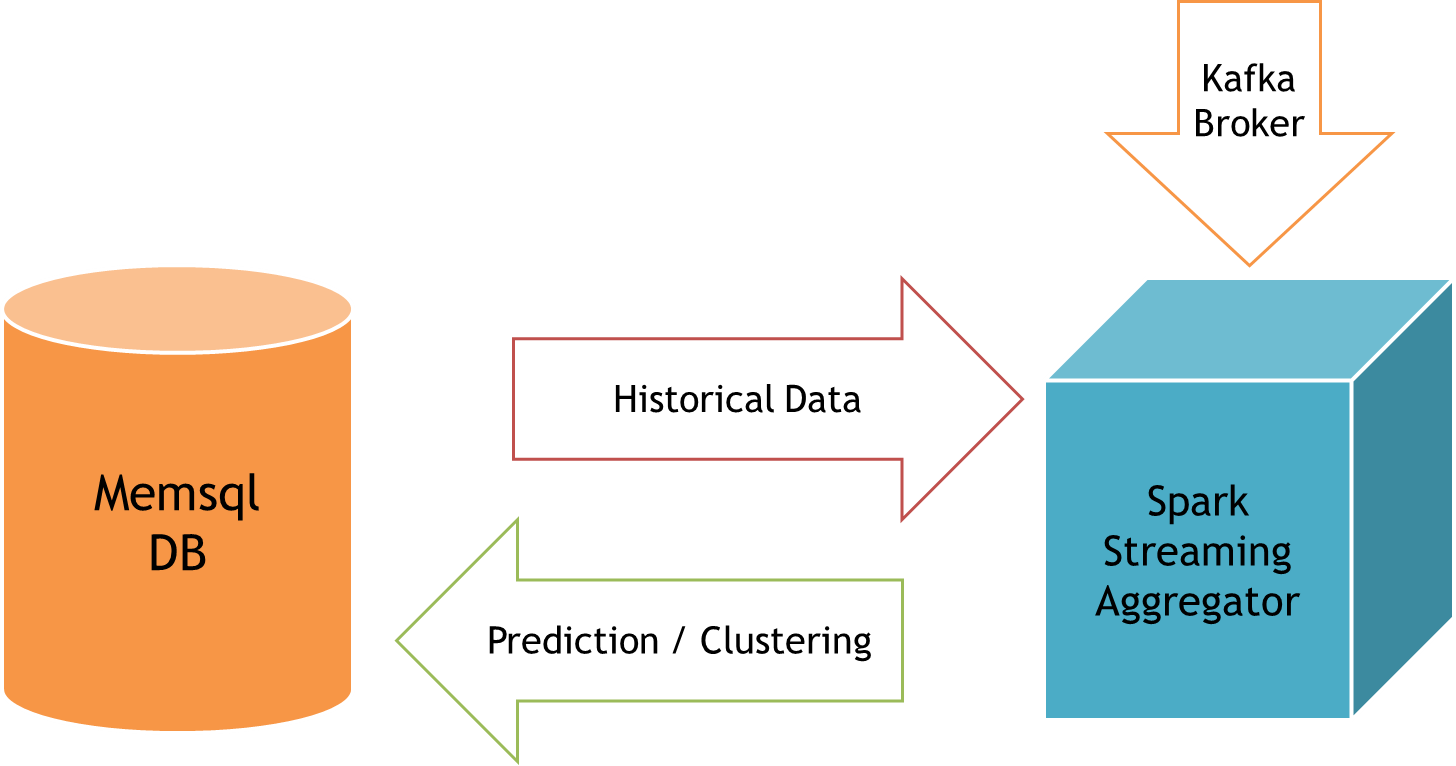 Kafka
Broker
Historical Data
Memsql
DB
Spark
Streaming
Aggregator
Prediction / Clustering